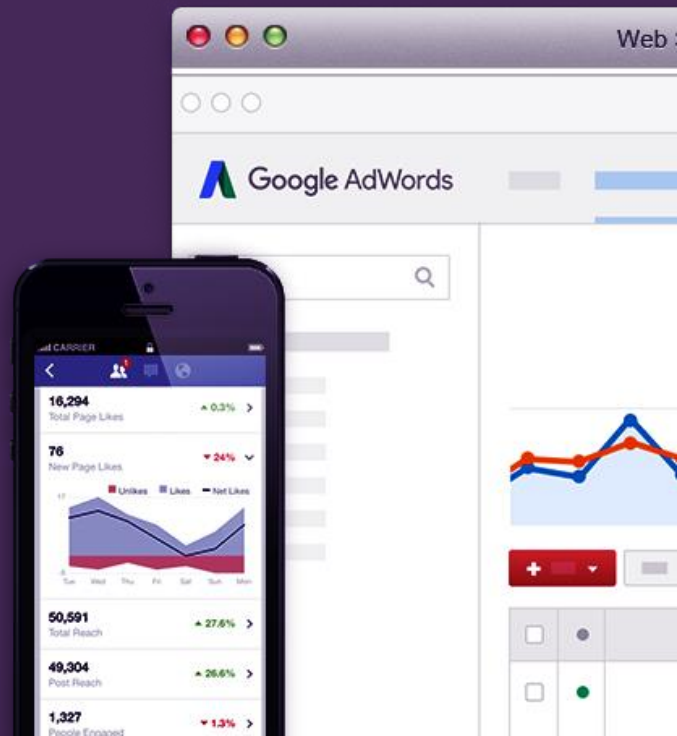 Web
Google AdWords
CARRIER
1
16,294
Total Page Likes
▲ 0.3%
76
New Page Likes
▼ 24%
Unlikes Likes Net Likes
Tue Wed Thu Fri Sat Sun Mon
50,591
Total Reach
▲ 27.6%
49,304
Post Reach
▲ 26.6%
1,327
People Engaged
▼ 1.3%